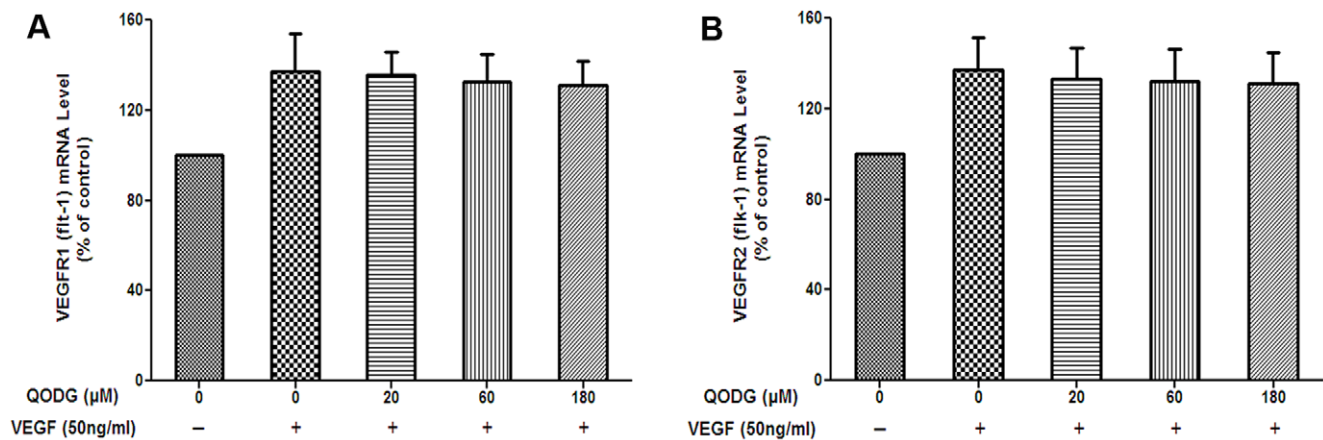 A
VEGFR1 (flt-1) mRNA Level
(% of control)
160
120
80
40
0
QODG (µM) 0 0 20 60 180
VEGF (50ng/ml) – + + + +
B
VEGFR2 (flk-1) mRNA Level
(% of control)
160
120
80
40
0
QODG (µM) 0 0 20 60 180
VEGF (50ng/ml) – + + + +